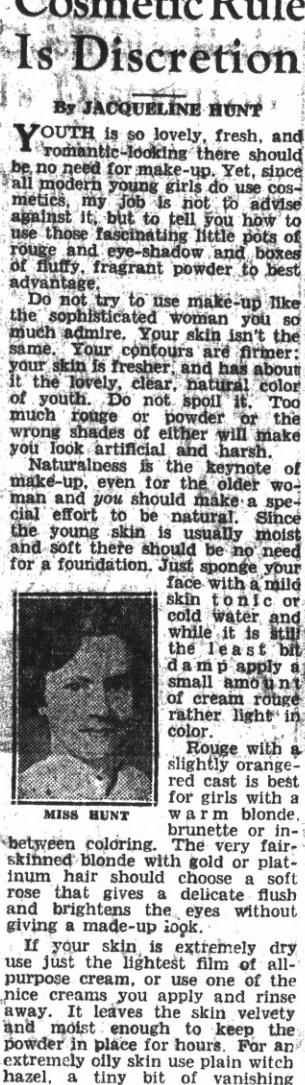 Cosmetic Rule
Is Discretion
By JACQUELINE HUNT
YOUTH is so lovely, fresh, and
romantic-looking there should
be no need for make-up. Yet, since
all modern young girls do use cos-
metics, my job is not to advise
against it, but to tell you how to
use those fascinating little pots of
rouge and eye-shadow and boxes
of fluffy, fragrant powder to best
advantage.
Do not try to use make-up like
the sophisticated woman you so
much admire. Your skin isn't the
same. Your contours are firmer;
your skin is fresher, and has about
it the lovely, clear, natural color
of youth. Do not spoil it. Too
much rouge or powder or the
wrong shades of either will make
you look artificial and harsh.
Naturalness is the keynote of
make-up, even for the older wo-
man and you should make a spe-
cial effort to be natural. Since
the young skin is usually moist
and soft there should be no need
for a foundation. Just sponge your
face with a mild
skin tonic or
cold water and
while it is still
the least bit
damp apply a
small amount
of cream rouge
rather light in
color.
Rouge with a
slightly orange-
red cast is best
for girls with a
warm blonde,
MISS HUNT
brunette or in-
between coloring. The very fair-
skinned blonde with gold or plat-
inum hair should choose a soft
rose that gives a delicate flush
and brightens the eyes without
giving a made-up look.
If your skin is extremely dry
use just the lightest film of all-
purpose cream, or use one of the
nice creams you apply and rinse
away. It leaves the skin velvety
and moist enough to keep the
powder in place for hours. For an
extremely oily skin use plain witch
hazel, a tiny bit of vanishing